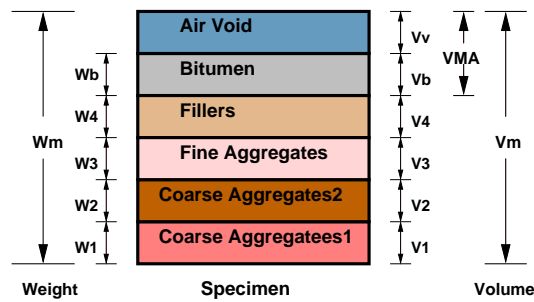 Air Void
Vv
VMA
Wb
Bitumen
Vb
W4
Fillers
V4
Wm
Vm
W3
Fine Aggregates
V3
W2
Coarse Aggregates2
V2
W1
Coarse Aggregatees1
V1
Weight
Specimen
Volume